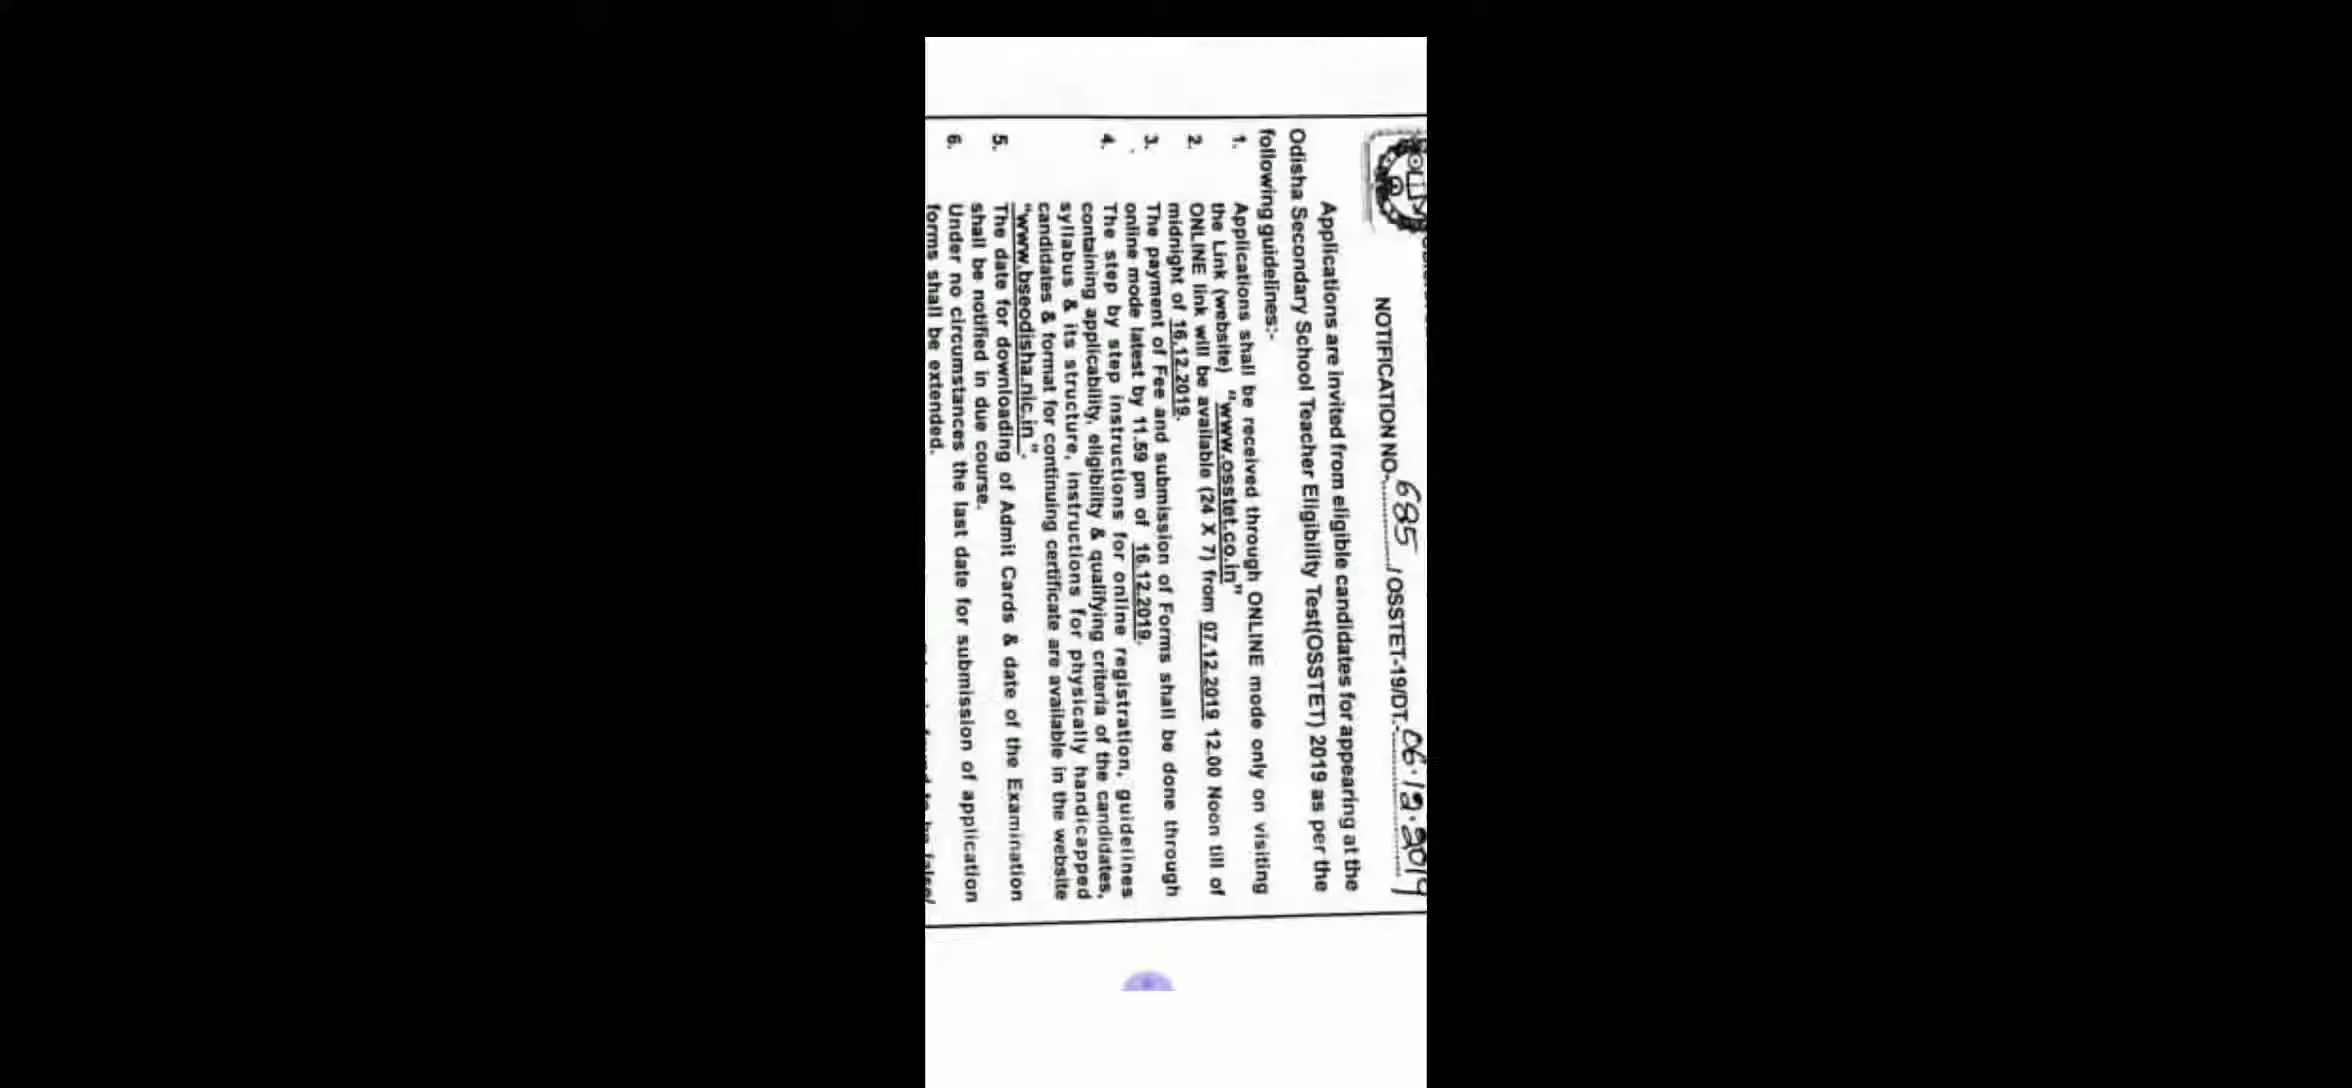 NOTIFICATION NO-685/OSSTET-19/DT.-06.12.2019
Applications are invited from eligible candidates for appearing at the
Odisha Secondary School Teacher Eligibility Test(OSSTET) 2019 as per the
following guidelines:-
1. Applications shall be received through ONLINE mode only on visiting
the Link (website) "www.osstet.co.in"
2. ONLINE link will be available (24 X 7) from 07.12.2019 12.00 Noon till of
midnight of 16.12.2019.
3. The payment of Fee and submission of Forms shall be done through
online mode latest by 11.59 pm of 16.12.2019.
4. The step by step instructions for online registration, guidelines
containing applicability, eligibility & qualifying criteria of the candidates,
syllabus & its structure, instructions for physically handicapped
candidates & format for continuing certificate are available in the website
"www.bseodisha.nic.in".
5. The date for downloading of Admit Cards & date of the Examination
shall be notified in due course.
6. Under no circumstances the last date for submission of application
forms shall be extended.